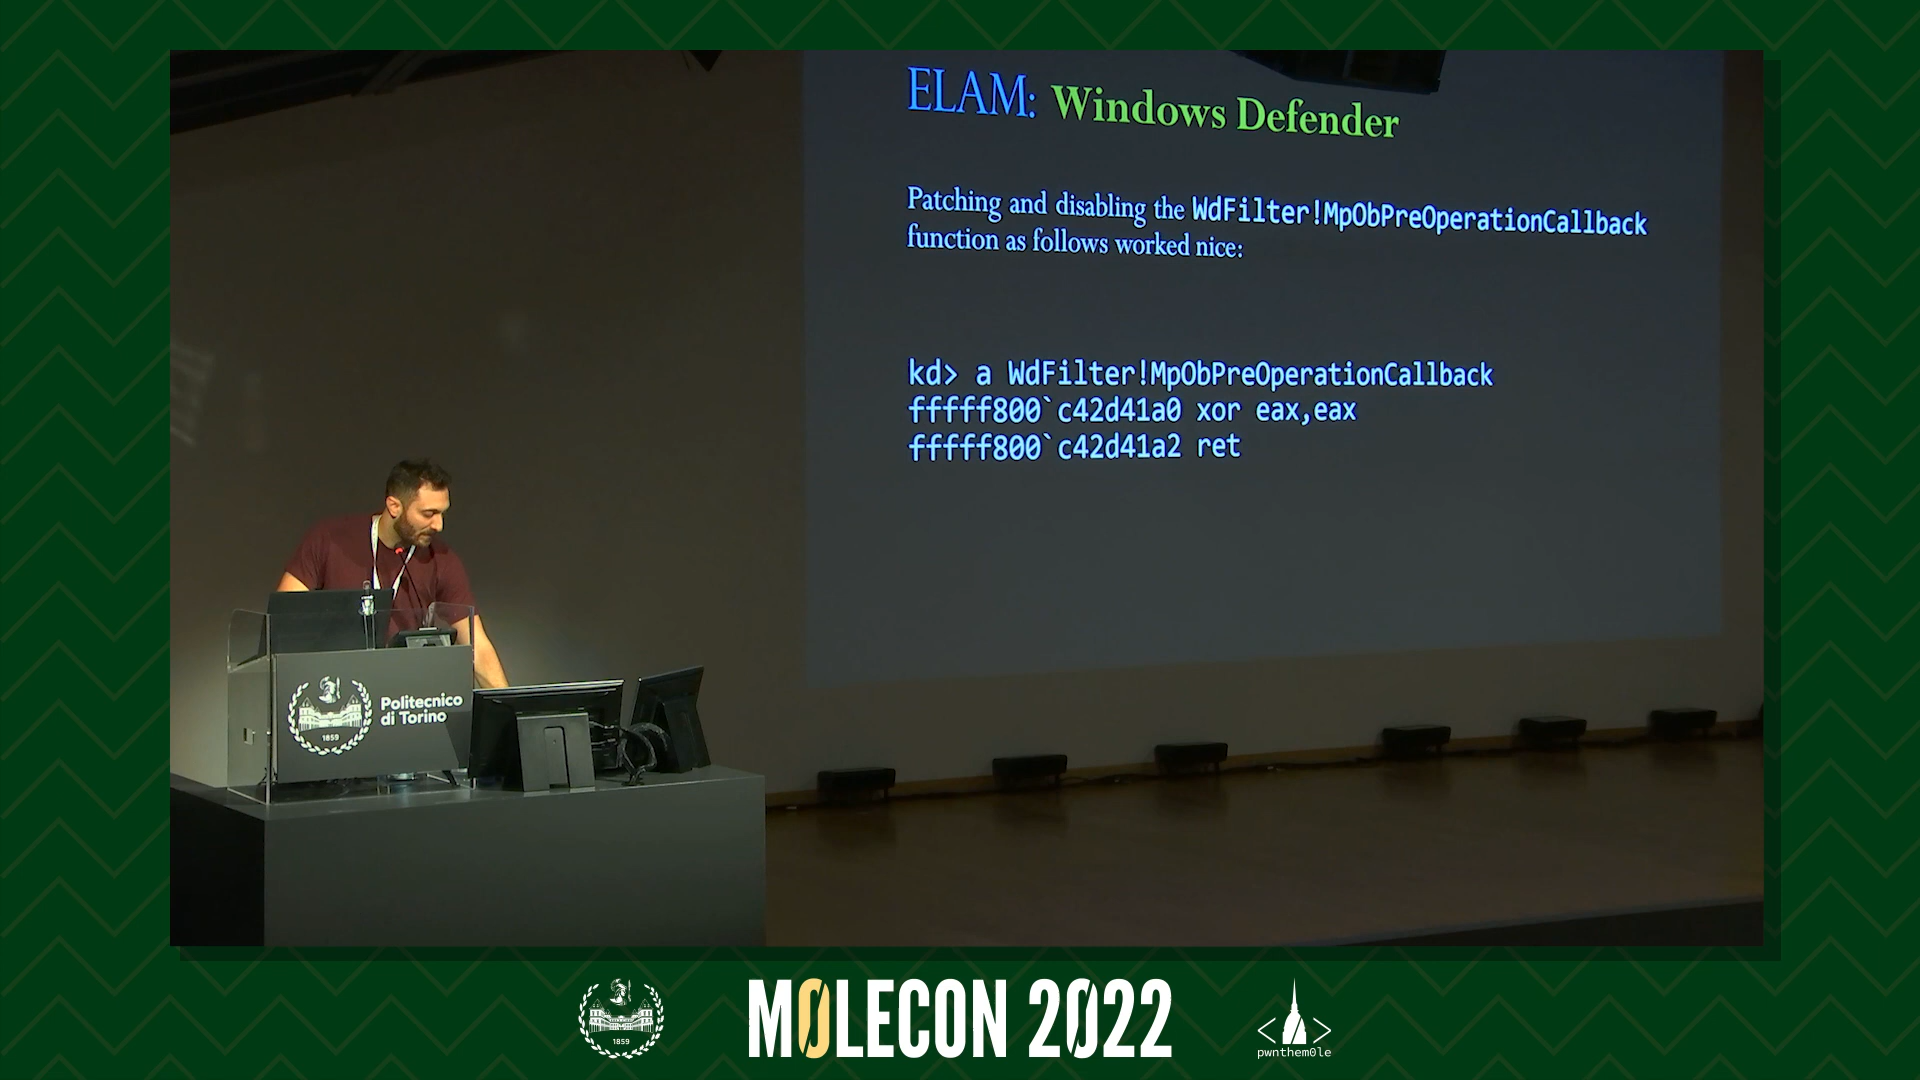 ELAM: Windows Defender
Patching and disabling the WdFilter!MpObPreOperationCallback
function as follows worked nice:
kd> a WdFilter!MpObPreOperationCallback
fffff800`c42d41a0 xor eax,eax
fffff800`c42d41a2 ret
Politecnico
di Torino
1859
1859
MØLECON 2022
pwnthem0le